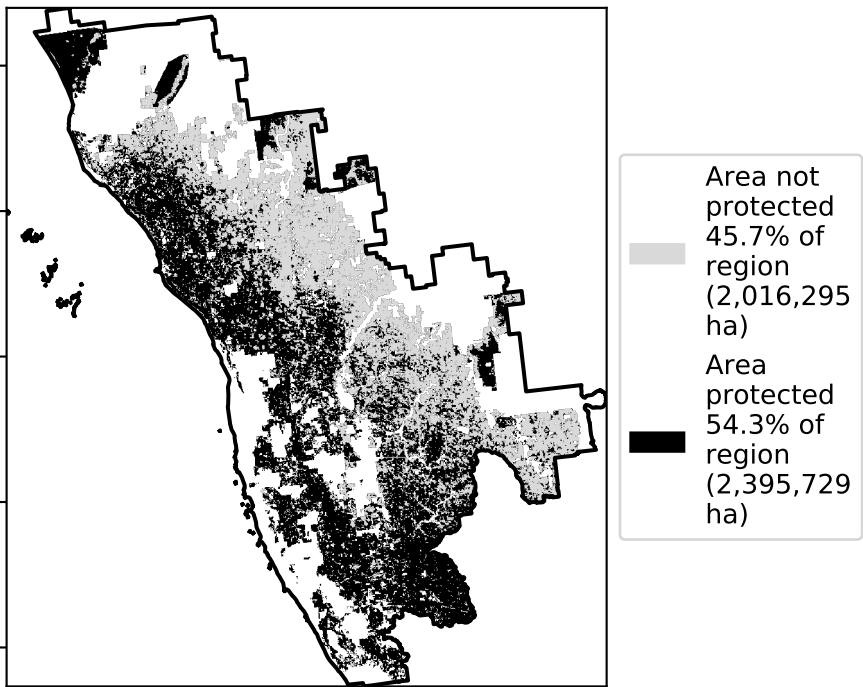 Area not
protected
45.7% of
region
(2,016,295
ha)
Area
protected
54.3% of
region
(2,395,729
ha)